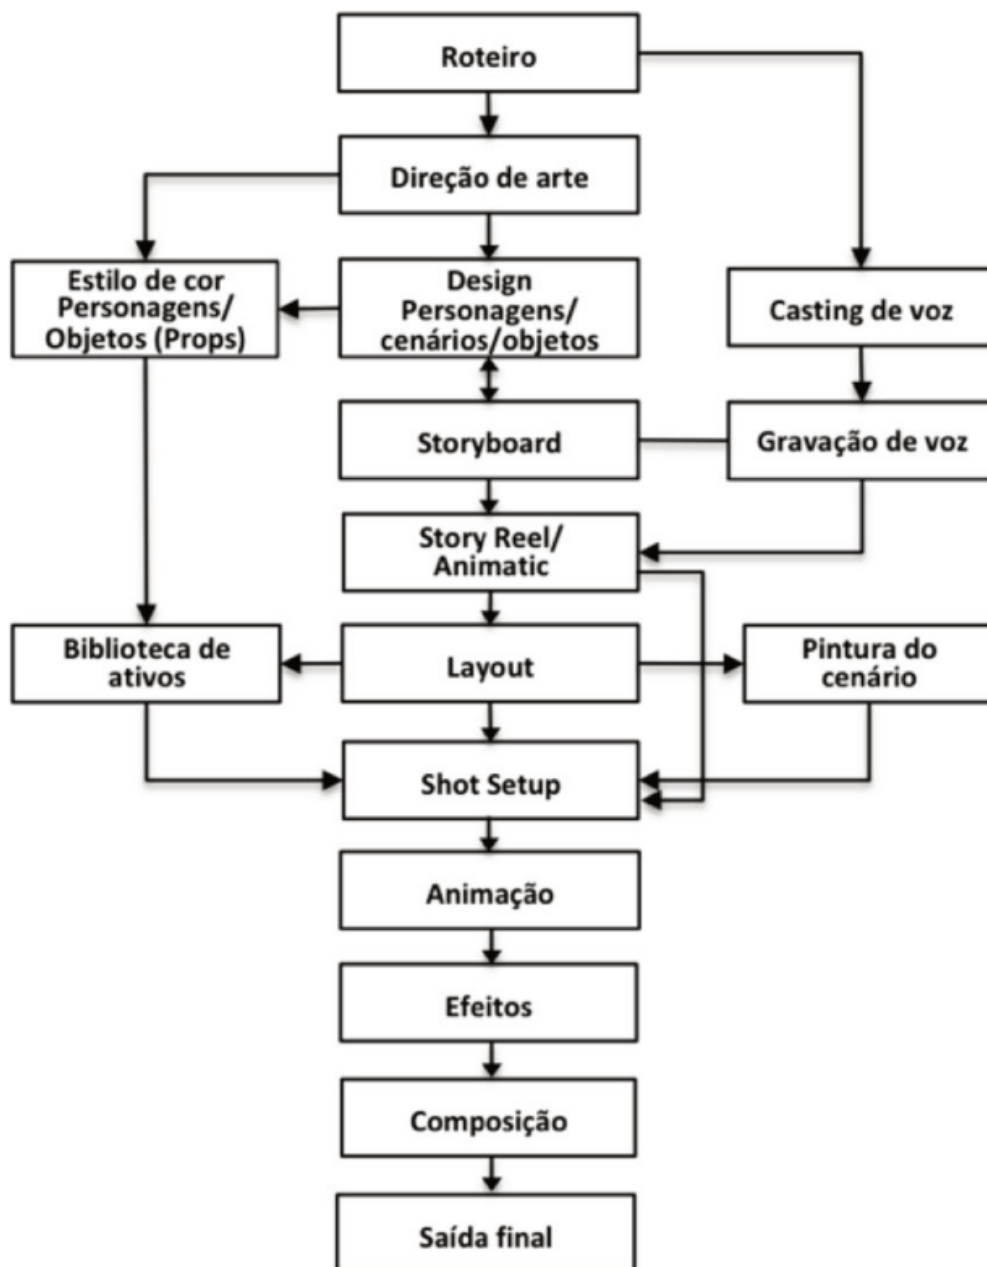 Roteiro
Direção de arte
Estilo de cor
Personagens/
Objetos (Props)
Design
Personagens/
cenários/objetos
Casting de voz
Storyboard
Gravação de voz
Story Reel/
Animatic
Biblioteca de
ativos
Layout
Pintura do
cenário
Shot Setup
Animação
Efeitos
Composição
Saída final